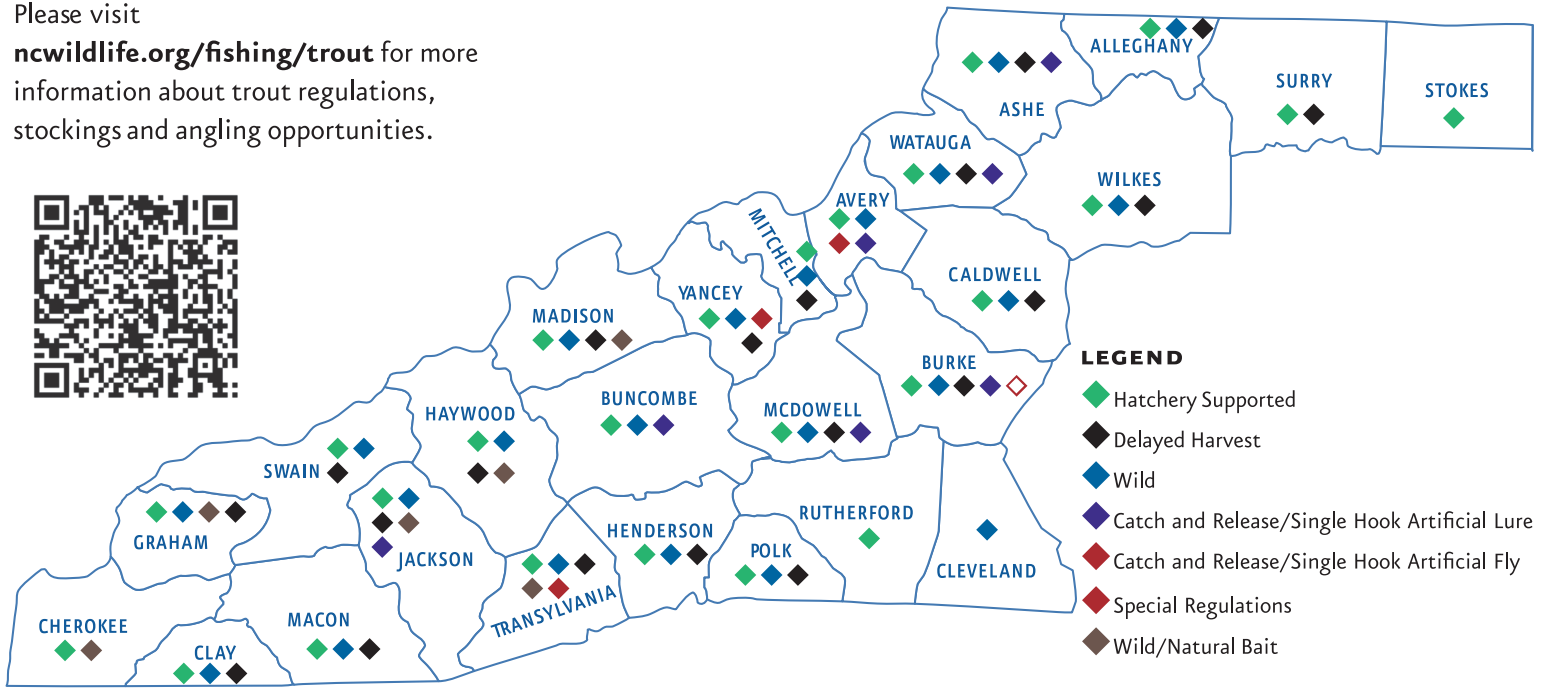 Please visit
ncwildlife.org/fishing/trout for more
information about trout regulations,
stockings and angling opportunities.
ALLEGHANY
ASHE
SURRY
STOKES
WATAUGA
WILKES
AVERY
MITCHELL
CALDWELL
YANCEY
MADISON
BURKE
BUNCOMBE
MCDOWELL
HAYWOOD
SWAIN
GRAHAM
JACKSON
HENDERSON
RUTHERFORD
POLK
CLEVELAND
TRANSYLVANIA
CHEROKEE
MACON
CLAY
LEGEND
Hatchery Supported
Delayed Harvest
Wild
Catch and Release/Single Hook Artificial Lure
Catch and Release/Single Hook Artificial Fly
Special Regulations
Wild/Natural Bait